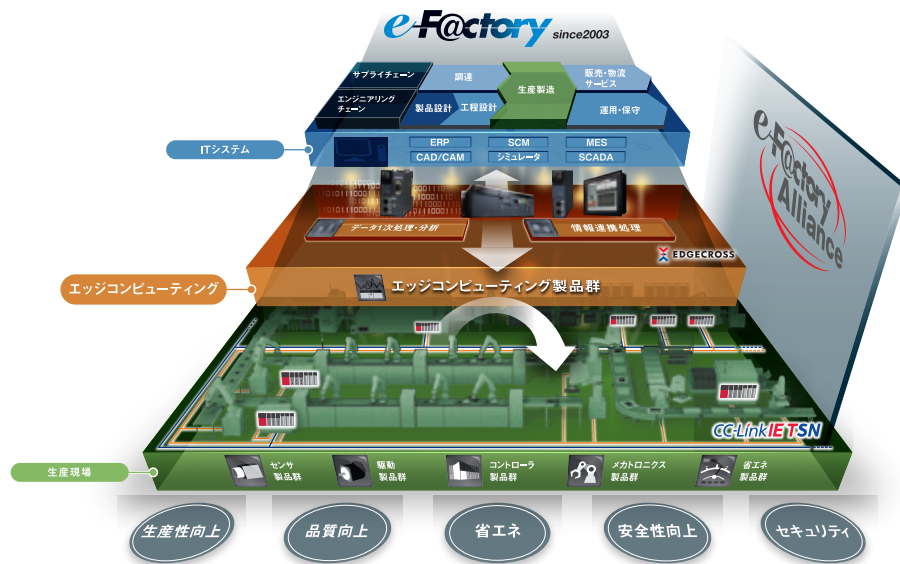 e-F@ctory since2003
サプライチェーン
調達
生産製造
販売・物流
サービス
エンジニアリング
チェーン
製品設計
工程設計
運用・保守
ITシステム
ERP
SCM
MES
CAD/CAM
シミュレータ
SCADA
e-F@ctory
Alliance
データ1次処理・分析
情報連携処理
EDGECROSS
エッジコンピューティング
エッジコンピューティング製品群
CC-Link IE TSN
生産現場
センサ
製品群
駆動
製品群
コントローラ
製品群
メカトロニクス
製品群
省エネ
製品群
生産性向上
品質向上
省エネ
安全性向上
セキュリティ